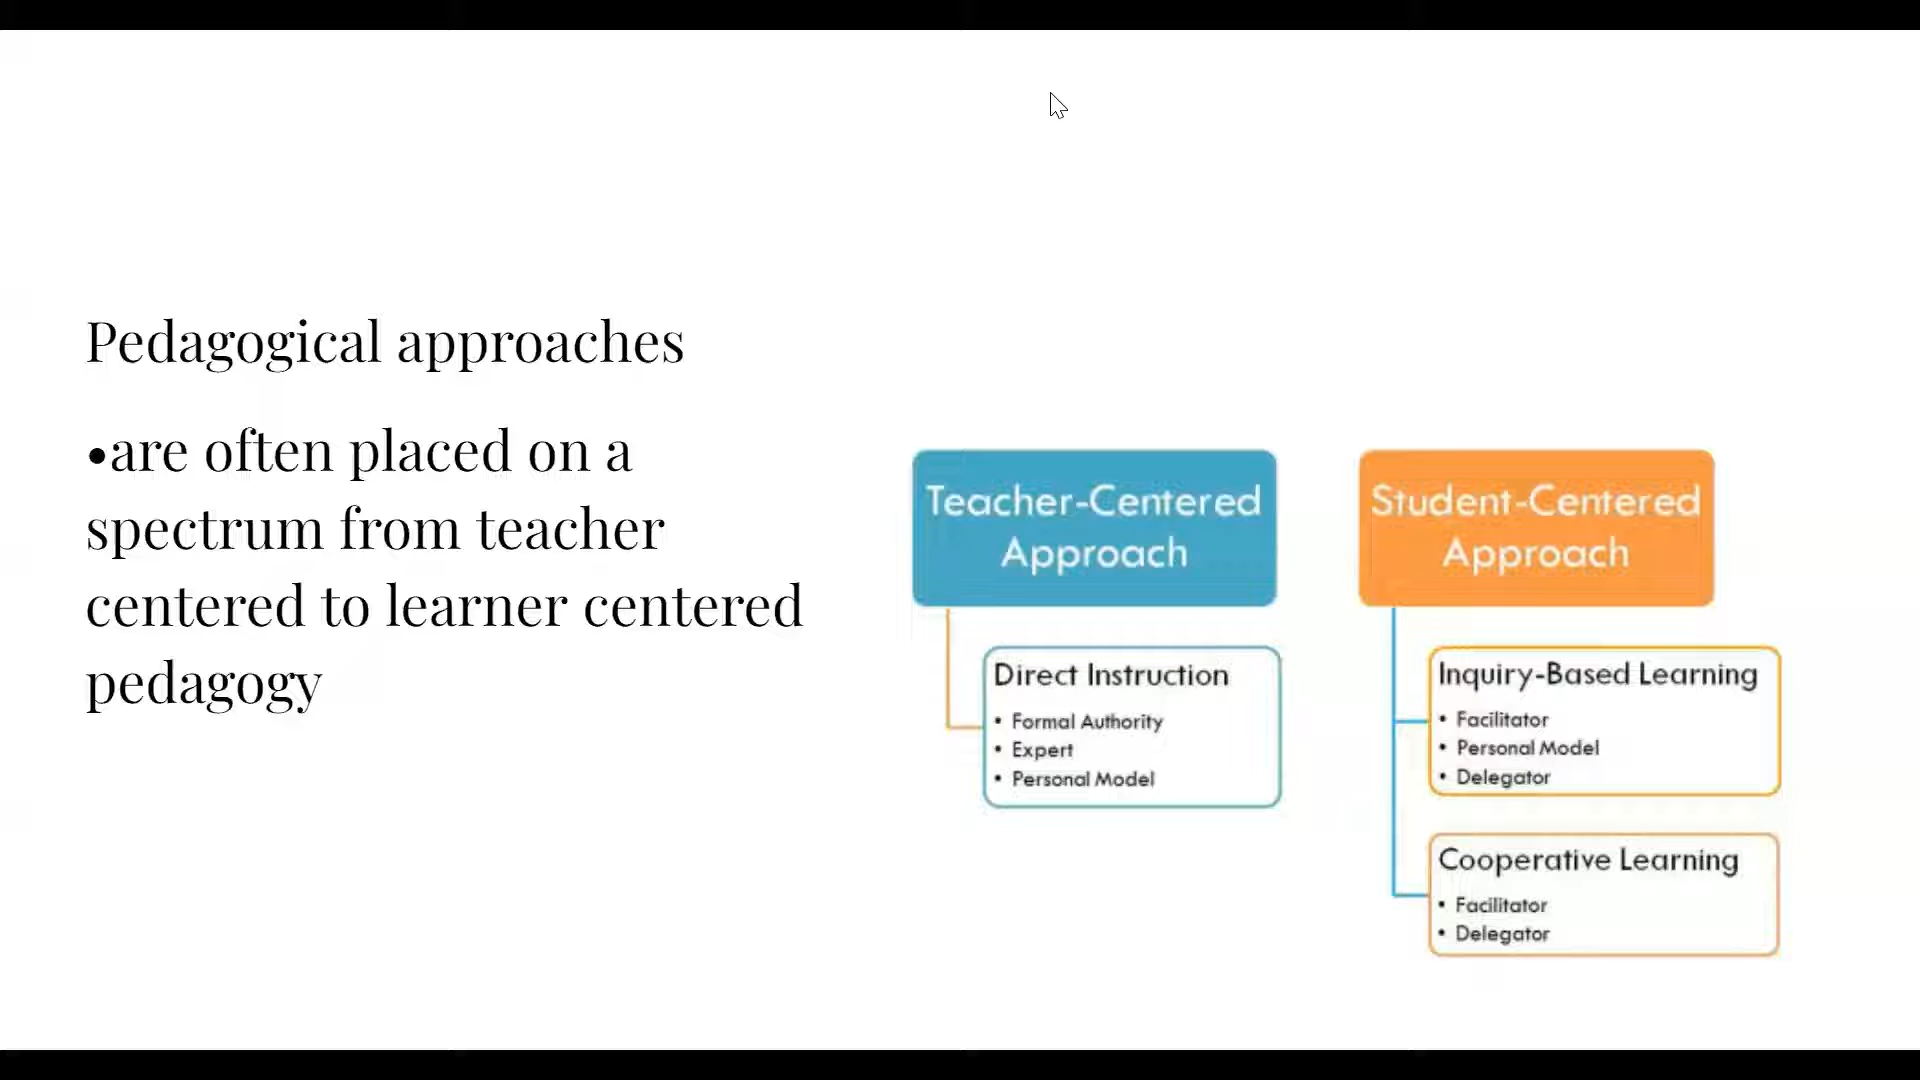 Pedagogical approaches
•are often placed on a
spectrum from teacher
centered to learner centered
pedagogy
Teacher-Centered
Approach
Direct Instruction
• Formal Authority
• Expert
• Personal Model
Student-Centered
Approach
Inquiry-Based Learning
• Facilitator
• Personal Model
• Delegator
Cooperative Learning
• Facilitator
• Delegator